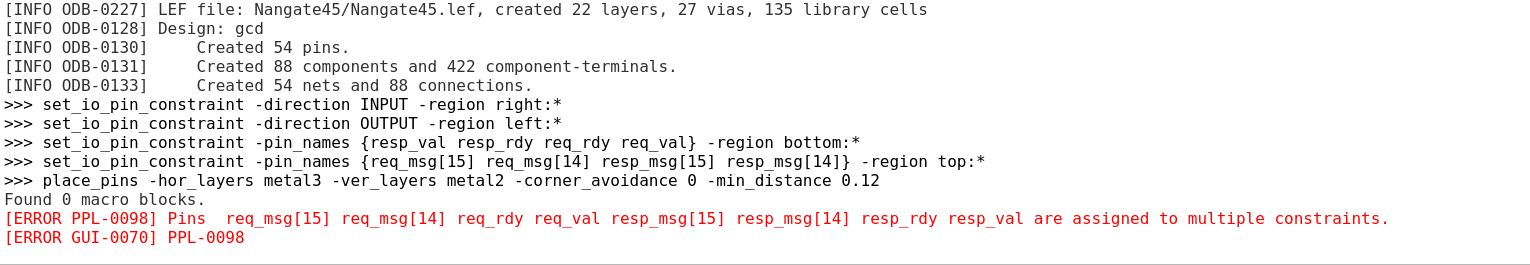 [INFO ODB-0227] LEF file: Nangate45/Nangate45.lef, created 22 layers, 27 vias, 135 library cells
[INFO ODB-0128] Design: gcd
[INFO ODB-0130]     Created 54 pins.
[INFO ODB-0131]     Created 88 components and 422 component-terminals.
[INFO ODB-0133]     Created 54 nets and 88 connections.
>>> set_io_pin_constraint -direction INPUT -region right:*
>>> set_io_pin_constraint -direction OUTPUT -region left:*
>>> set_io_pin_constraint -pin_names {resp_val resp_rdy req_rdy req_val} -region bottom:*
>>> set_io_pin_constraint -pin_names {req_msg[15] req_msg[14] resp_msg[15] resp_msg[14]} -region top:*
>>> place_pins -hor_layers metal3 -ver_layers metal2 -corner_avoidance 0 -min_distance 0.12
Found 0 macro blocks.
[ERROR PPL-0098] Pins  req_msg[15] req_msg[14] req_rdy req_val resp_msg[15] resp_msg[14] resp_rdy resp_val are assigned to multiple constraints.
[ERROR GUI-0070] PPL-0098